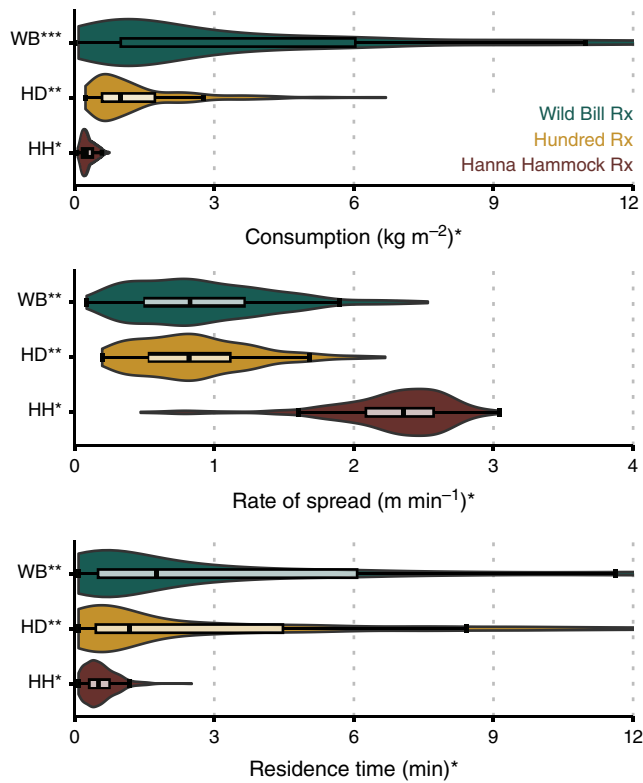 WB***
HD**
HH*
Wild Bill Rx
Hundred Rx
Hanna Hammock Rx
0 3 6 9 12
Consumption (kg m⁻²)*
WB**
HD**
HH*
0 1 2 3 4
Rate of spread (m min⁻¹)*
WB**
HD**
HH*
0 3 6 9 12
Residence time (min)*